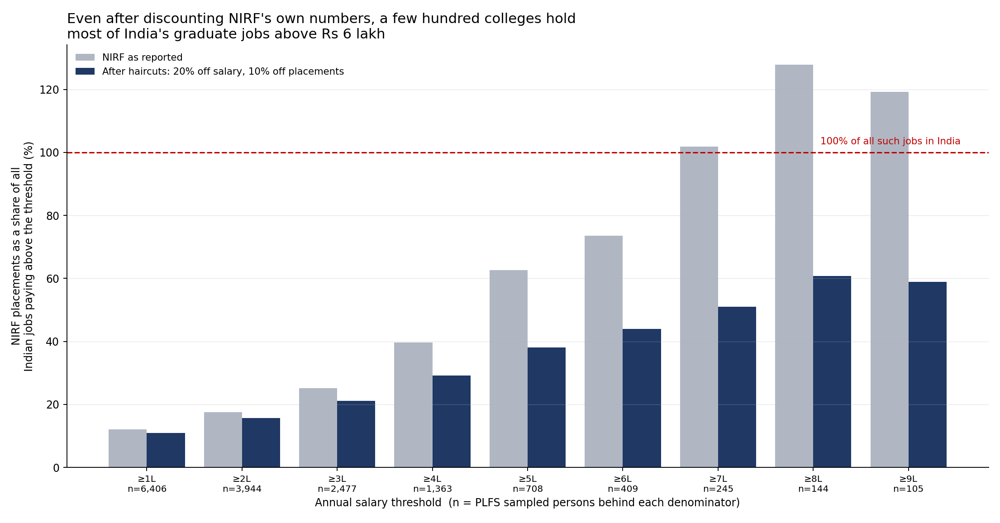 Even after discounting NIRF's own numbers, a few hundred colleges hold
most of India's graduate jobs above Rs 6 lakh
NIRF as reported
After haircuts: 20% off salary, 10% off placements
100% of all such jobs in India
NIRF placements as a share of all
Indian jobs paying above the threshold (%)
120
100
80
60
40
20
0
≥1L
n=6,406
≥2L
n=3,944
≥3L
n=2,477
≥4L
n=1,363
≥5L
n=708
≥6L
n=409
≥7L
n=245
≥8L
n=144
≥9L
n=105
Annual salary threshold  (n = PLFS sampled persons behind each denominator)